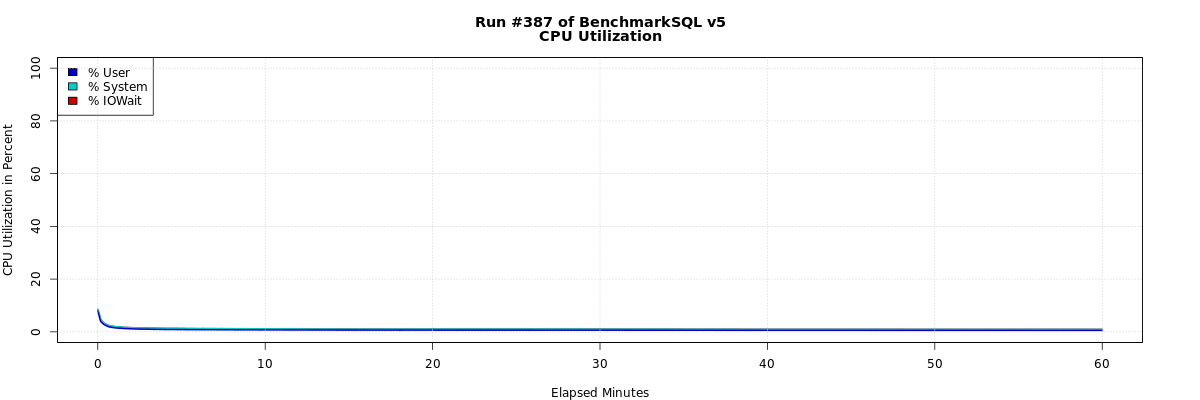 Run #387 of BenchmarkSQL v5
CPU Utilization
% User
% System
% IOWait
CPU Utilization in Percent
100
80
60
40
20
0
0 10 20 30 40 50 60
Elapsed Minutes